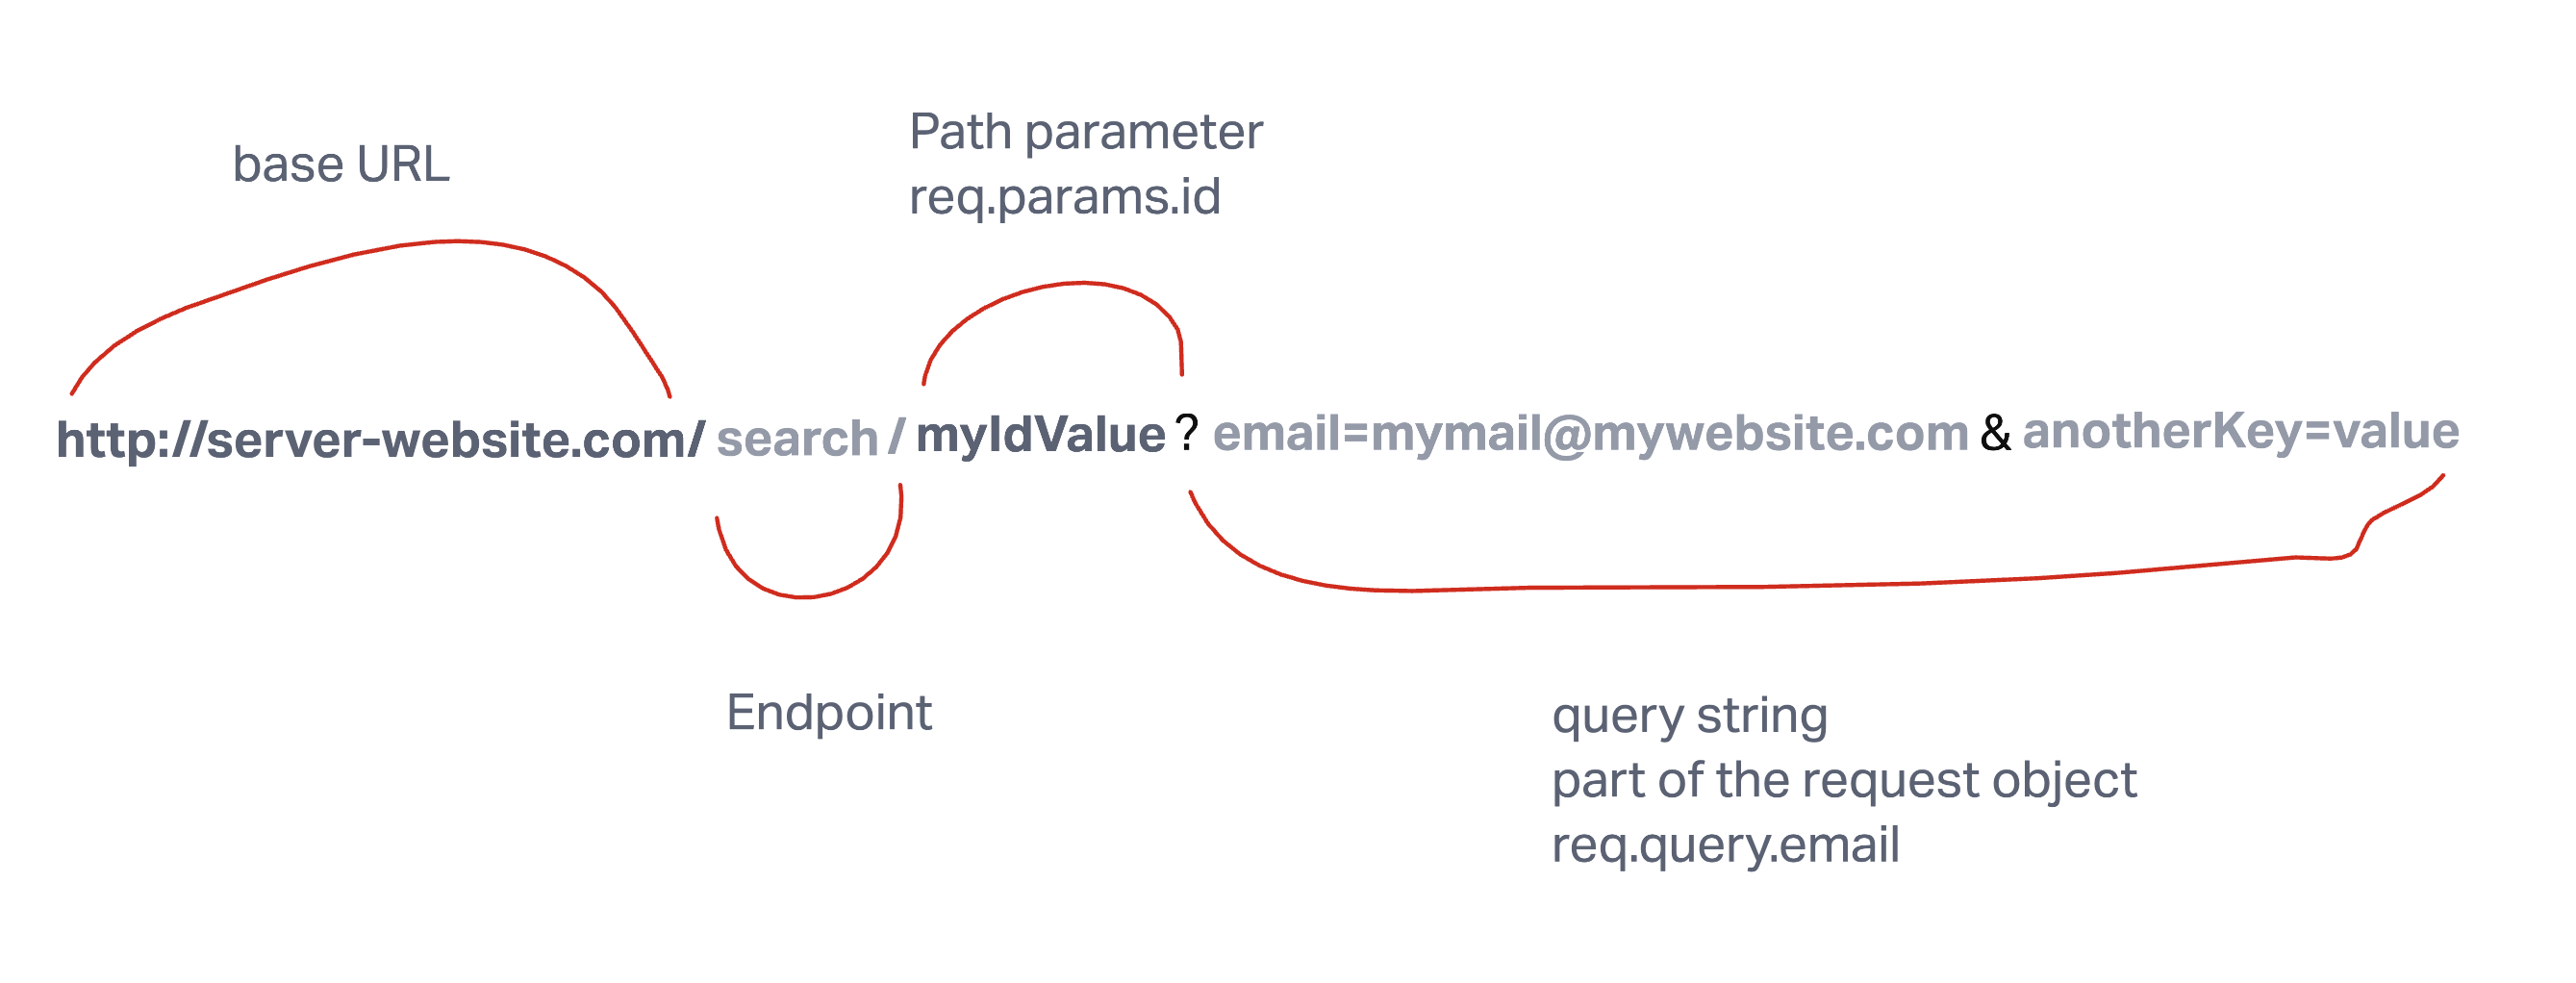 base URL
Path parameter
req.params.id
http://server-website.com/ search / myIdValue ? email=mymail@mywebsite.com & anotherKey=value
Endpoint
query string
part of the request object
req.query.email